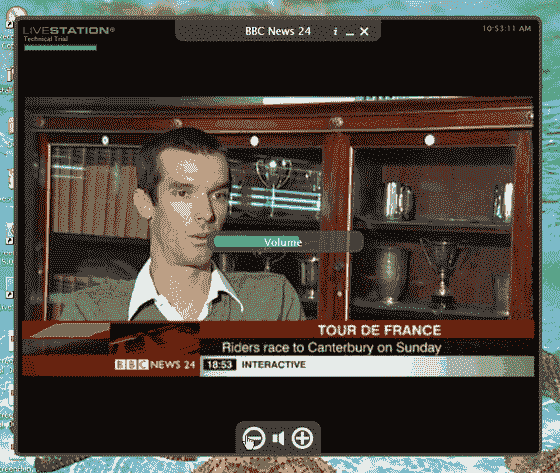 LIVESTATION®
Technical Trial
BBC News 24
i
10:53:11 AM
Volume
TOUR DE FRANCE
Riders race to Canterbury on Sunday
BBC NEWS 24
18:53 INTERACTIVE